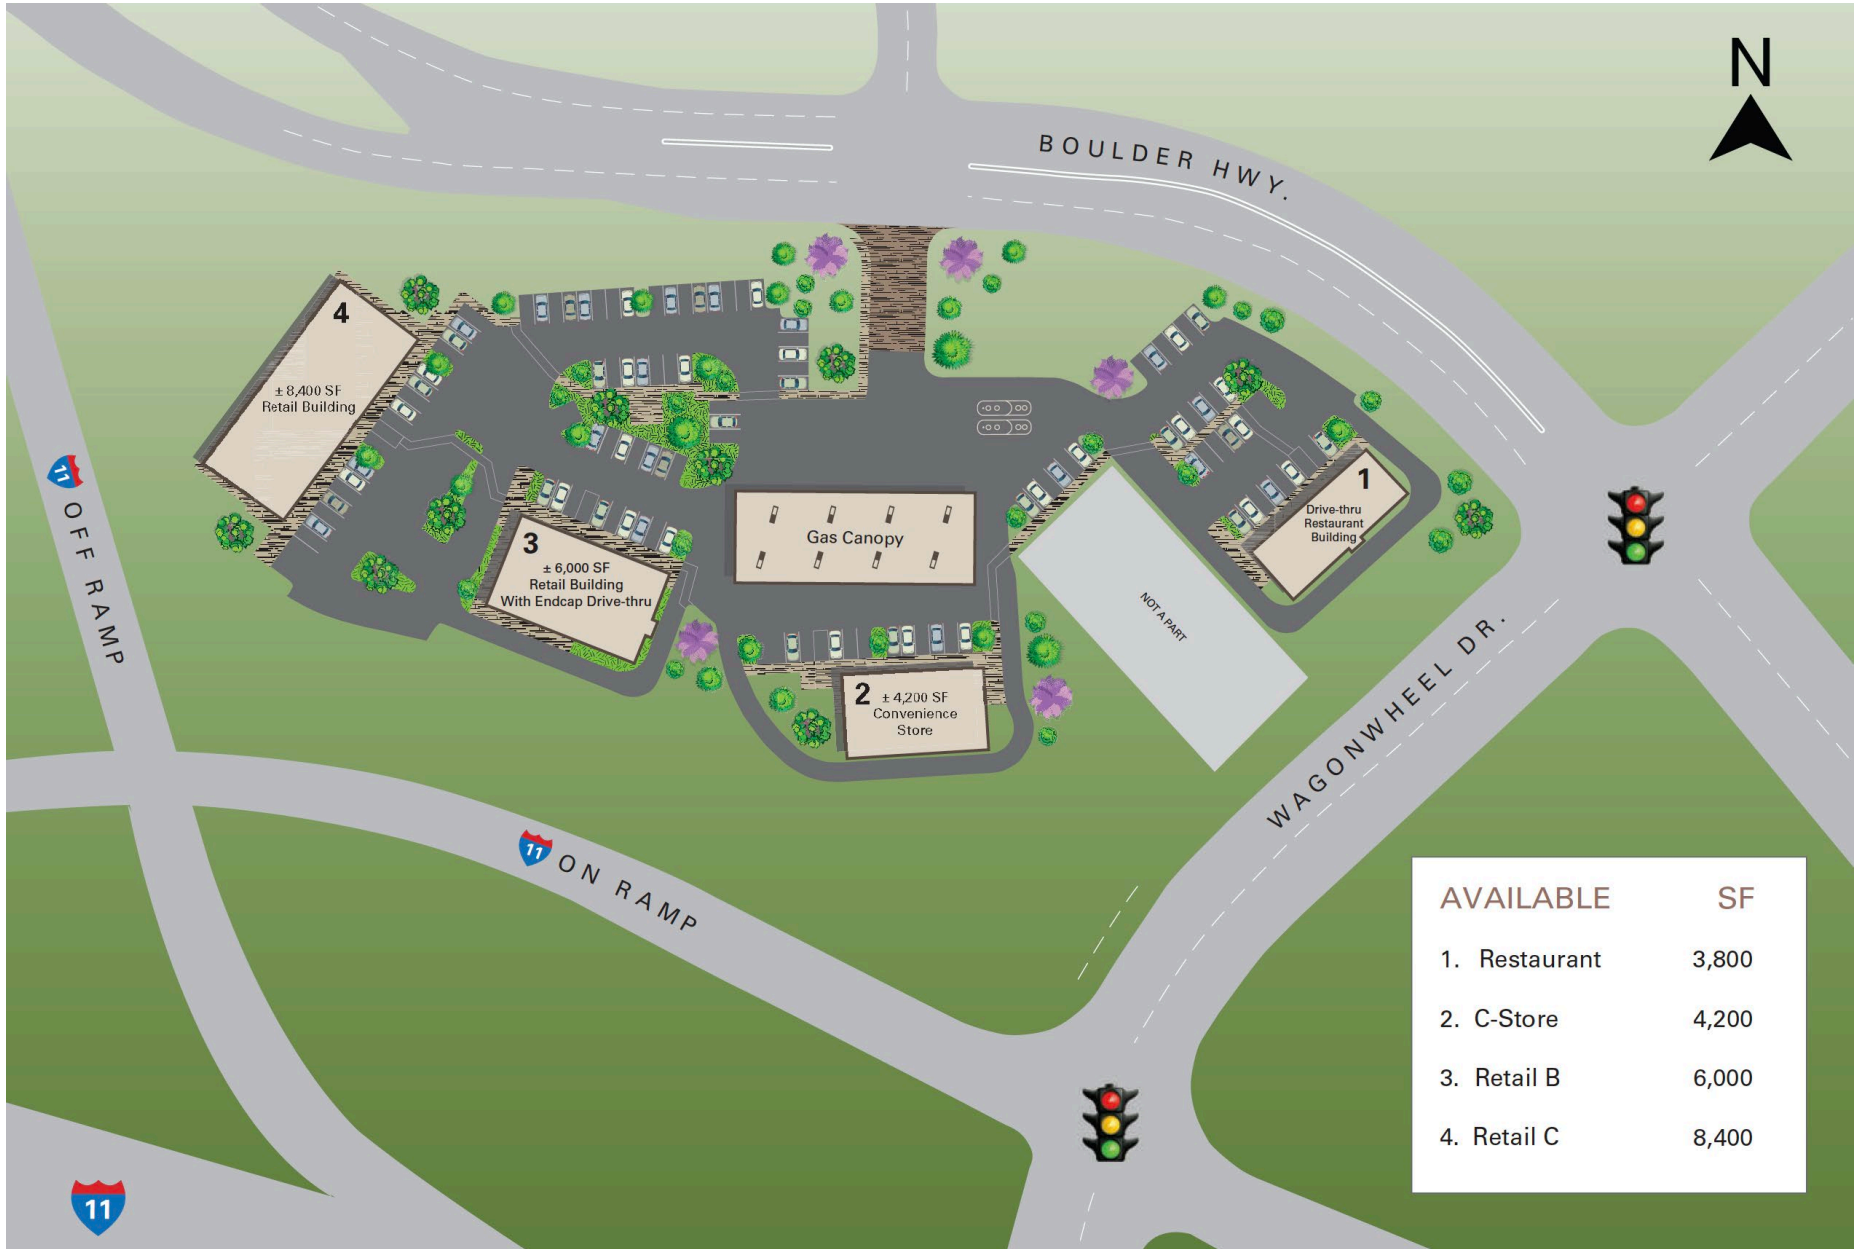 N
BOULDER HWY.
4
± 8,400 SF
Retail Building
1
Drive-thru
Restaurant
Building
11
OFF RAMP
Gas Canopy
3
± 6,000 SF
Retail Building
With Endcap Drive-thru
NOT A PART
2
± 4,200 SF
Convenience
Store
WAGONWHEEL DR.
11
ON RAMP
AVAILABLE SF
1. Restaurant 3,800
2. C-Store 4,200
3. Retail B 6,000
4. Retail C 8,400
11